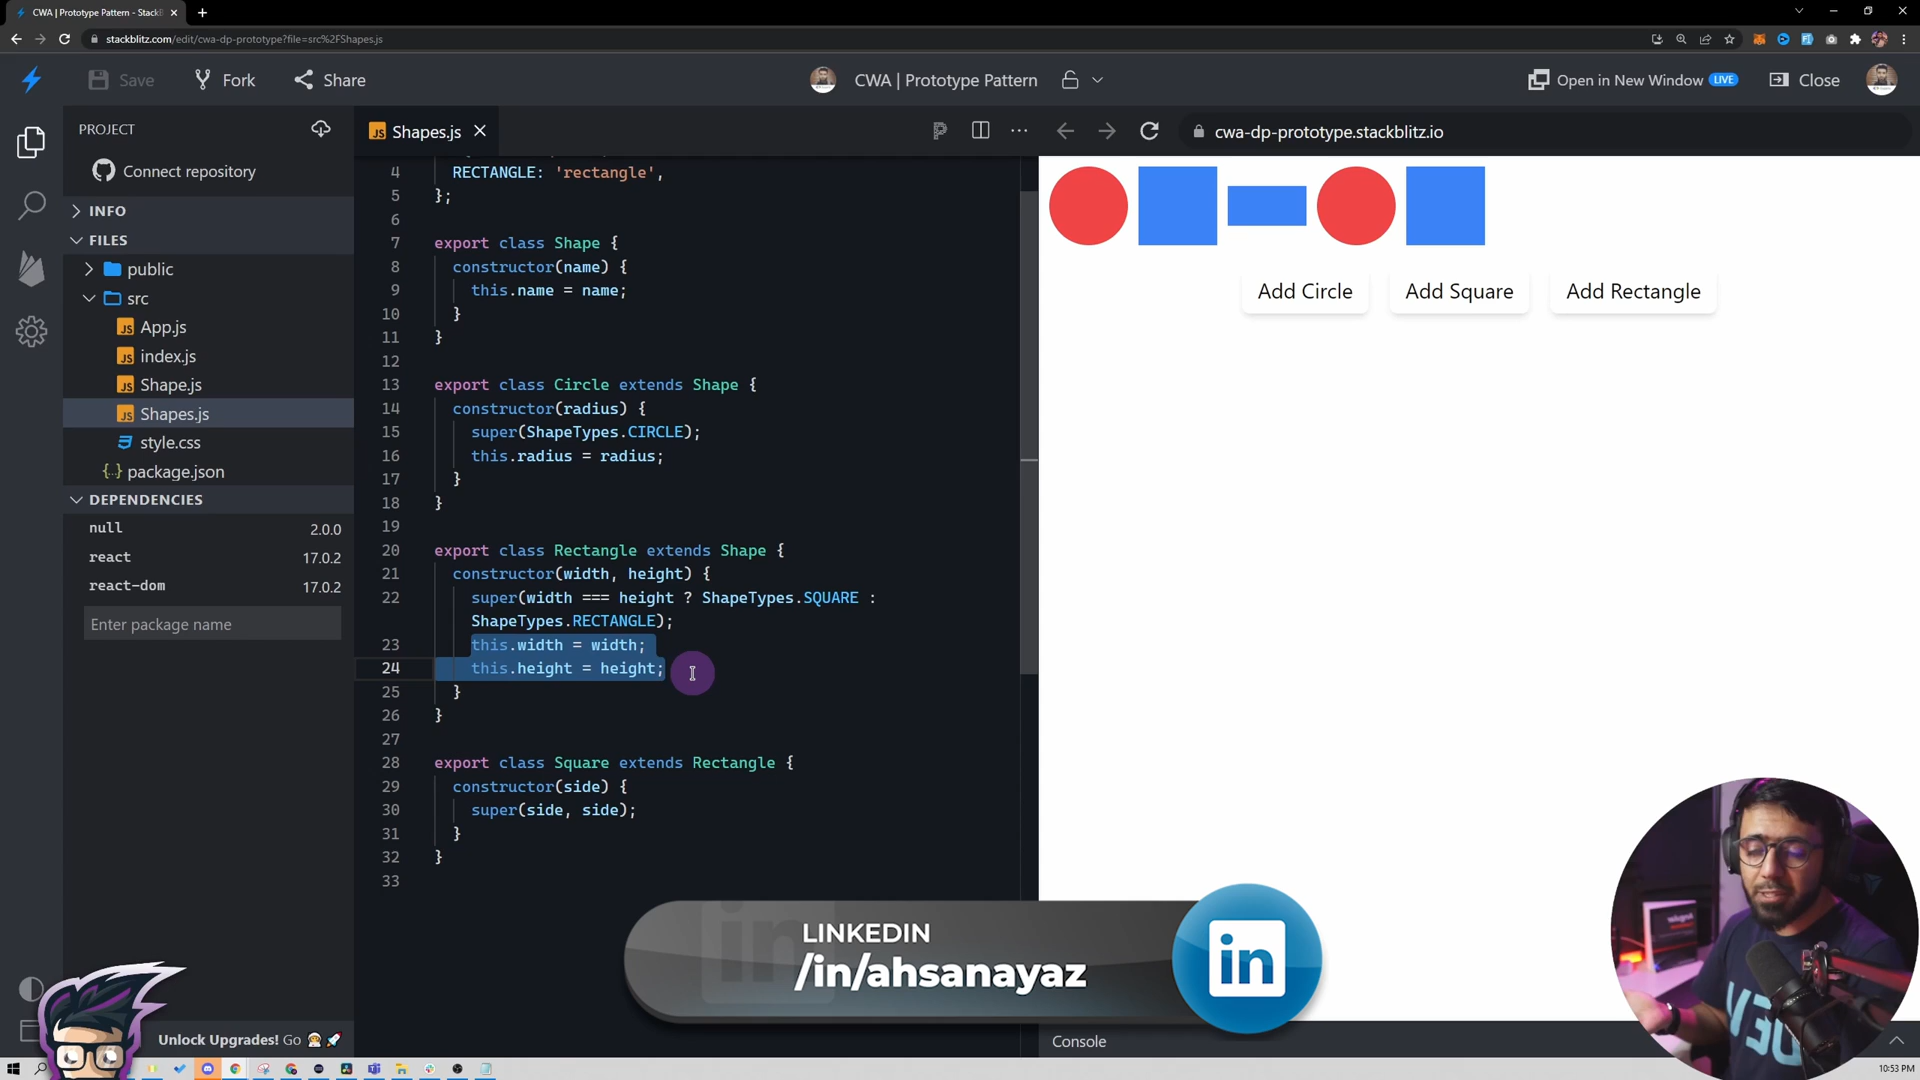 CWA | Prototype Pattern - StackBl
stackblitz.com/edit/cwa-dp-prototype?file=src%2FShapes.js
Save
Fork
Share
CWA | Prototype Pattern
Open in New Window
LIVE
Close
PROJECT
Connect repository
INFO
FILES
public
src
JS App.js
JS index.js
JS Shape.js
JS Shapes.js
style.css
{..} package.json
DEPENDENCIES
null 2.0.0
react 17.0.2
react-dom 17.0.2
Enter package name
Unlock Upgrades! Go
JS Shapes.js
4 RECTANGLE: 'rectangle',
5 };
6
7 export class Shape {
8 constructor(name) {
9 this.name = name;
10 }
11 }
12
13 export class Circle extends Shape {
14 constructor(radius) {
15 super(ShapeTypes.CIRCLE);
16 this.radius = radius;
17 }
18 }
19
20 export class Rectangle extends Shape {
21 constructor(width, height) {
22 super(width === height ? ShapeTypes.SQUARE :
ShapeTypes.RECTANGLE);
23 this.width = width;
24 this.height = height;
25 }
26 }
27
28 export class Square extends Rectangle {
29 constructor(side) {
30 super(side, side);
31 }
32 }
33
cwa-dp-prototype.stackblitz.io
Add Circle
Add Square
Add Rectangle
LINKEDIN
/in/ahsanayaz
in
Console
10:53 PM